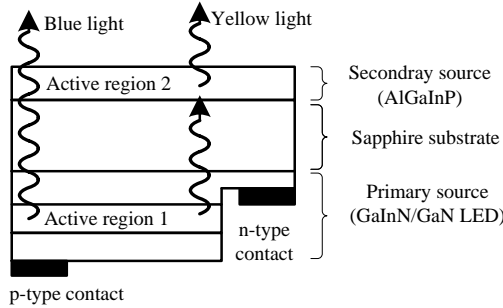 Blue light
Yellow light
Active region 2
Secondray source
(AlGaInP)
Sapphire substrate
Active region 1
Primary source
(GaInN/GaN LED)
n-type
contact
p-type contact